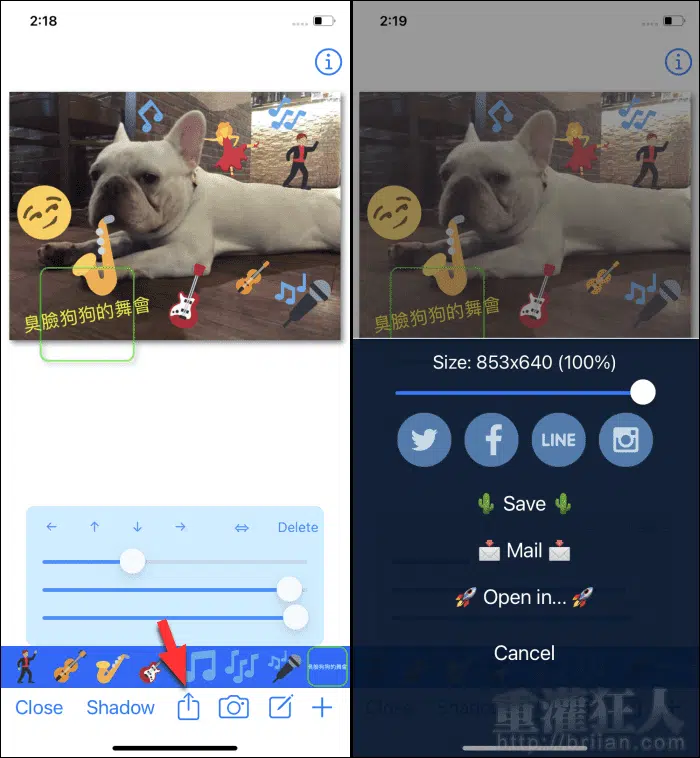 2:18
臭臉狗狗的舞會
Delete
臭臉狗狗的舞會
Close
Shadow
2:19
臭臉狗狗的舞會
Size: 853x640 (100%)
LINE
Save
Mail
Open in...
Cancel
Close
重灌狂人
http://briian.com